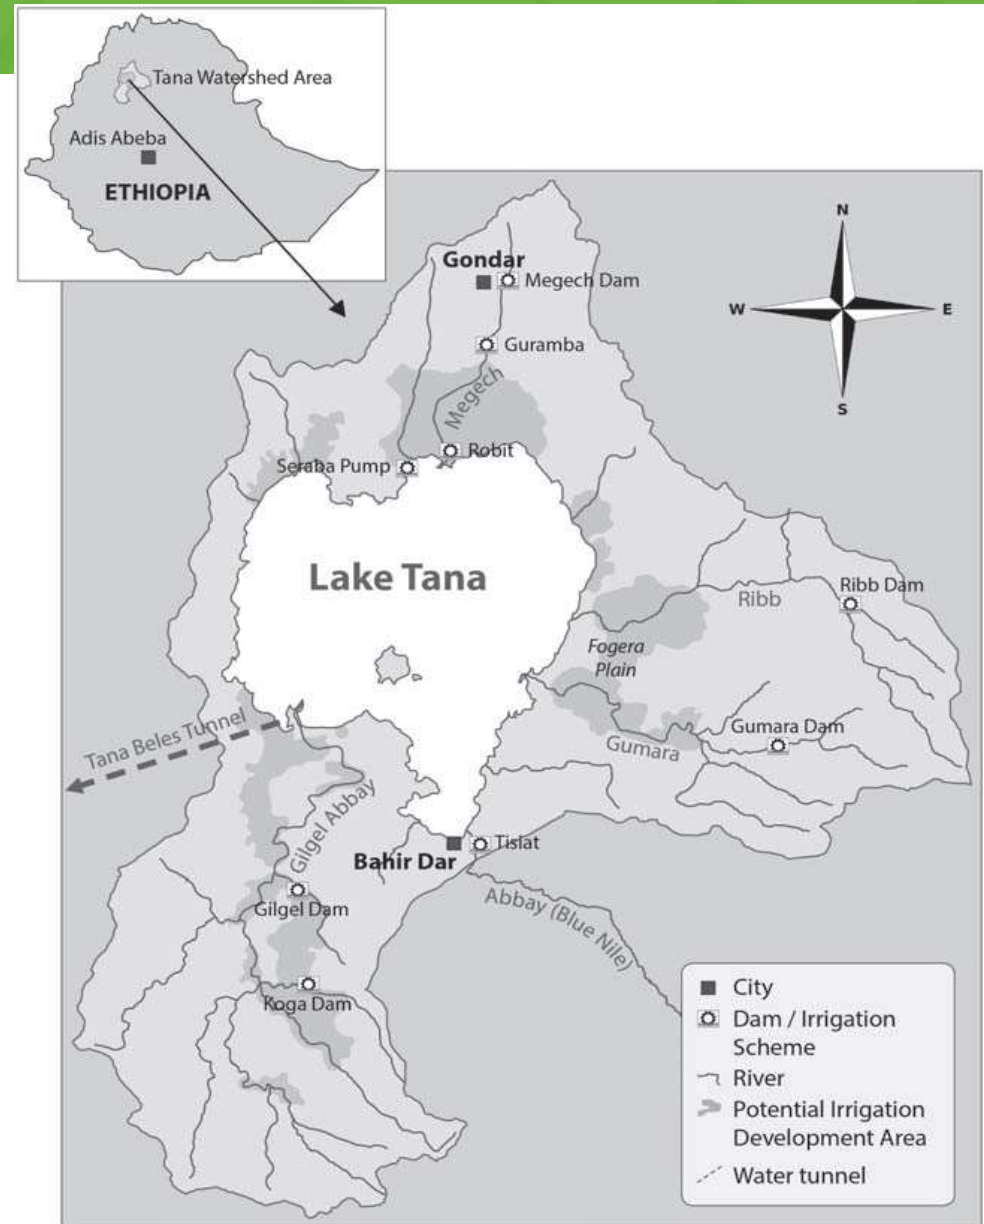 Tana Watershed Area
Adis Abeba
ETHIOPIA
N
W
E
S
Gondar
Megech Dam
Guramba
Megech
Robit
Seraba Pump
Lake Tana
Ribb Dam
Ribb
Fogera
Plain
Tana Beles Tunnel
Gumara Dam
Gumara
Gilgel Abbay
Tislat
Bahir Dar
Abbay (Blue Nile)
Gilgel Dam
Koga Dam
City
Dam / Irrigation
Scheme
River
Potential Irrigation
Development Area
Water tunnel